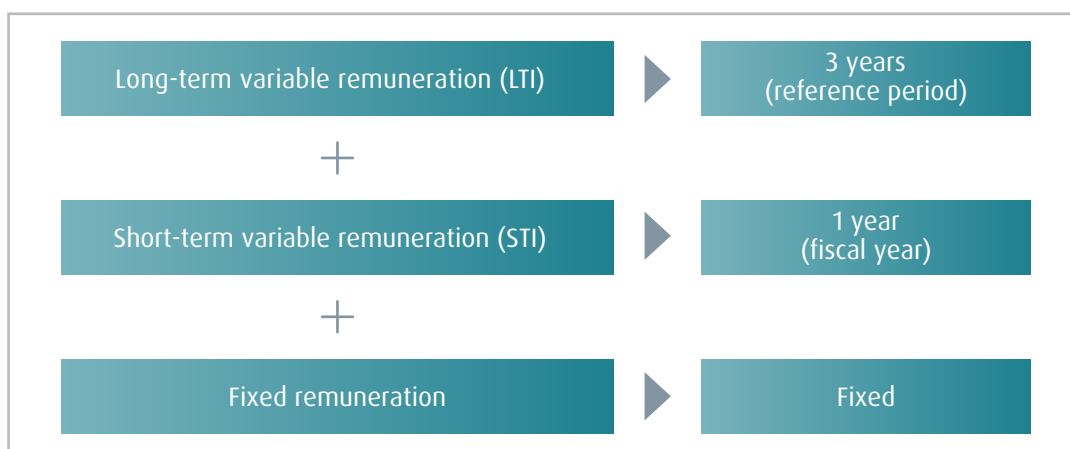 Long-term variable remuneration (LTI)
3 years
(reference period)
+
Short-term variable remuneration (STI)
1 year
(fiscal year)
+
Fixed remuneration
Fixed